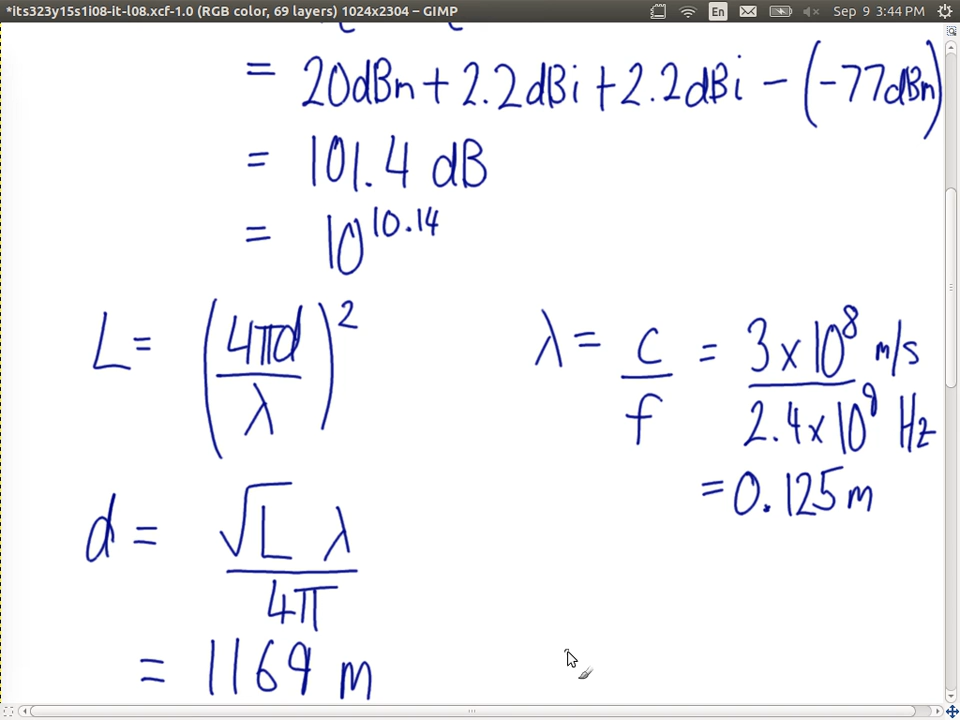 *its323y15s1i08-it-l08.xcf-1.0 (RGB color, 69 layers) 1024x2304 – GIMP En Sep 9 3:44 PM
= 20dBm + 2.2dBi + 2.2dBi - (-77dBm)
= 101.4 dB
= 10^10.14
L = (4πd/λ)^2
λ = c/f = 3 x 10^8 m/s / 2.4 x 10^9 Hz
= 0.125 m
d = √L λ / 4π
= 1169 m